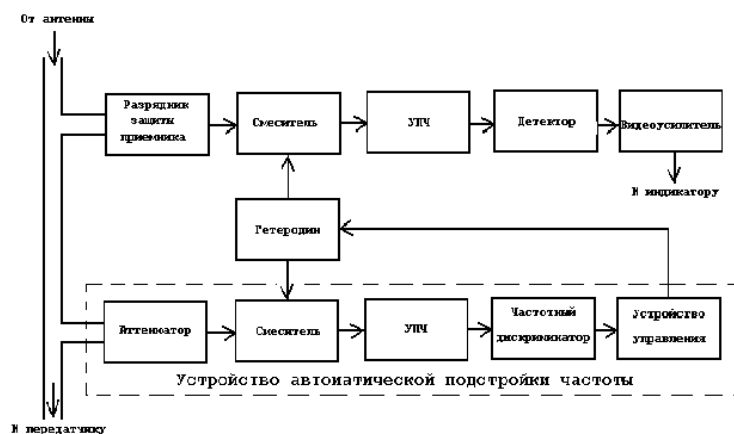 От антенны
Разрядник
защиты
приемника
Смеситель
УПЧ
Детектор
Видеоусилитель
К индикатору
Гетеродин
Аттенюатор
Смеситель
УПЧ
Частотный
дискриминатор
Устройство
управления
Устройство автоматической подстройки частоты
К передатчику